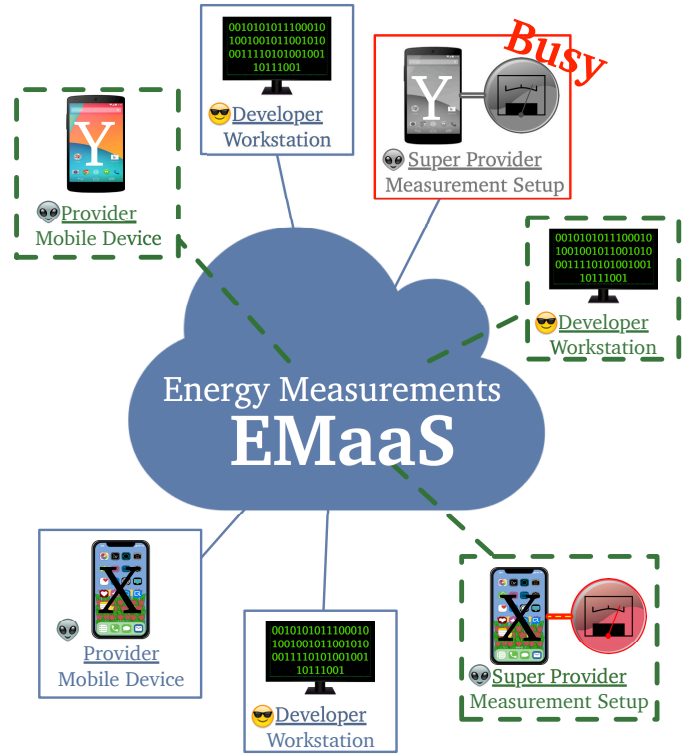 0010101011100010
1001001011001010
0011110101001001
10111001
😎Developer
Workstation
Busy
Y
👽Super Provider
Measurement Setup
Y
👽Provider
Mobile Device
0010101011100010
1001001011001010
0011110101001001
10111001
😎Developer
Workstation
Energy Measurements
EMaaS
X
👽
Provider
Mobile Device
0010101011100010
1001001011001010
0011110101001001
10111001
😎Developer
Workstation
X
👽Super Provider
Measurement Setup